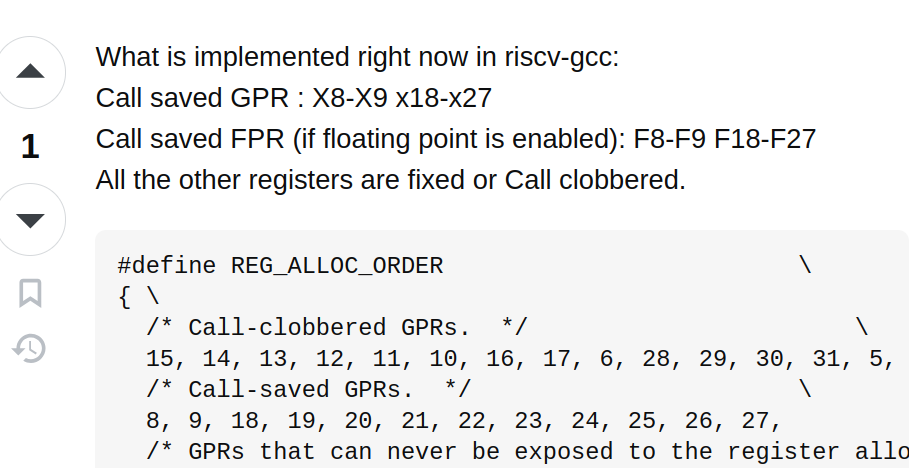 What is implemented right now in riscv-gcc:
Call saved GPR : X8-X9 x18-x27
1
Call saved FPR (if floating point is enabled): F8-F9 F18-F27
All the other registers are fixed or Call clobbered.
#define REG_ALLOC_ORDER \
{ \
/* Call-clobbered GPRs. */ \
15, 14, 13, 12, 11, 10, 16, 17, 6, 28, 29, 30, 31, 5,
/* Call-saved GPRs. */ \
8, 9, 18, 19, 20, 21, 22, 23, 24, 25, 26, 27,
/* GPRs that can never be exposed to the register allo